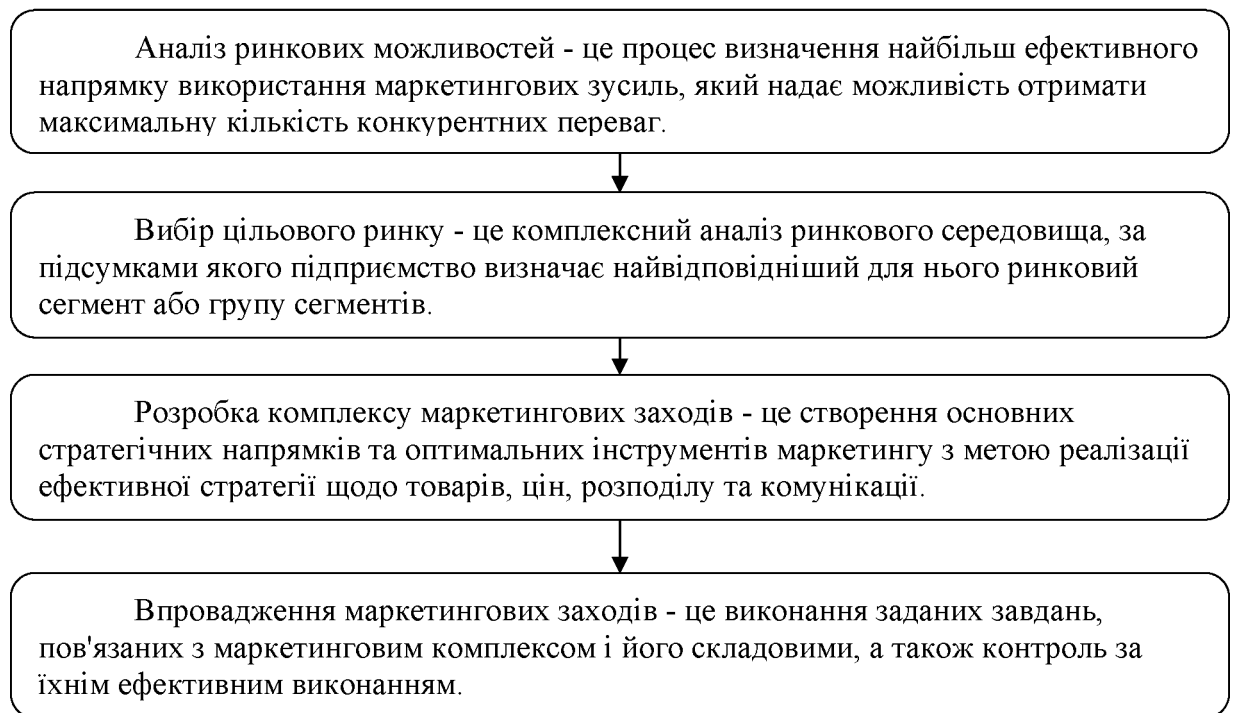 Аналіз ринкових можливостей - це процес визначення найбільш ефективного
напрямку використання маркетингових зусиль, який надає можливість отримати
максимальну кількість конкурентних переваг.
Вибір цільового ринку - це комплексний аналіз ринкового середовища, за
підсумками якого підприємство визначає найвідповідніший для нього ринковий
сегмент або групу сегментів.
Розробка комплексу маркетингових заходів - це створення основних
стратегічних напрямків та оптимальних інструментів маркетингу з метою реалізації
ефективної стратегії щодо товарів, цін, розподілу та комунікації.
Впровадження маркетингових заходів - це виконання заданих завдань,
пов'язаних з маркетинговим комплексом і його складовими, а також контроль за
їхнім ефективним виконанням.